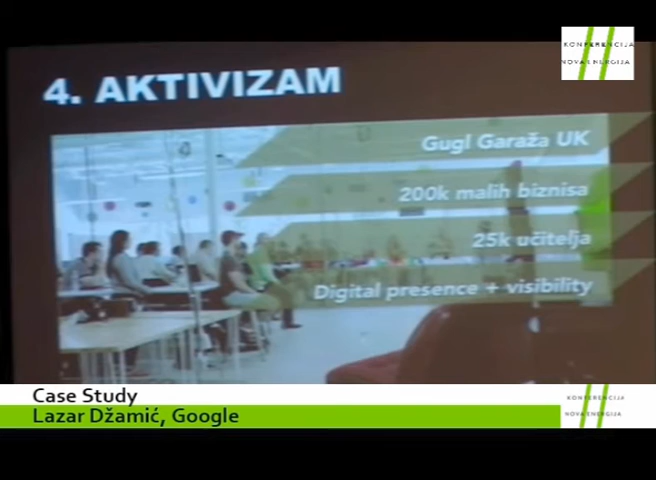 KONFERENCIJA
NOVA ENERGIJA
4. AKTIVIZAM
Gugl Garaža UK
200k malih biznisa
25k učitelja
Digital presence + visibility
Case Study
Lazar Džamić, Google
KONFERENCIJA
NOVA ENERGIJA